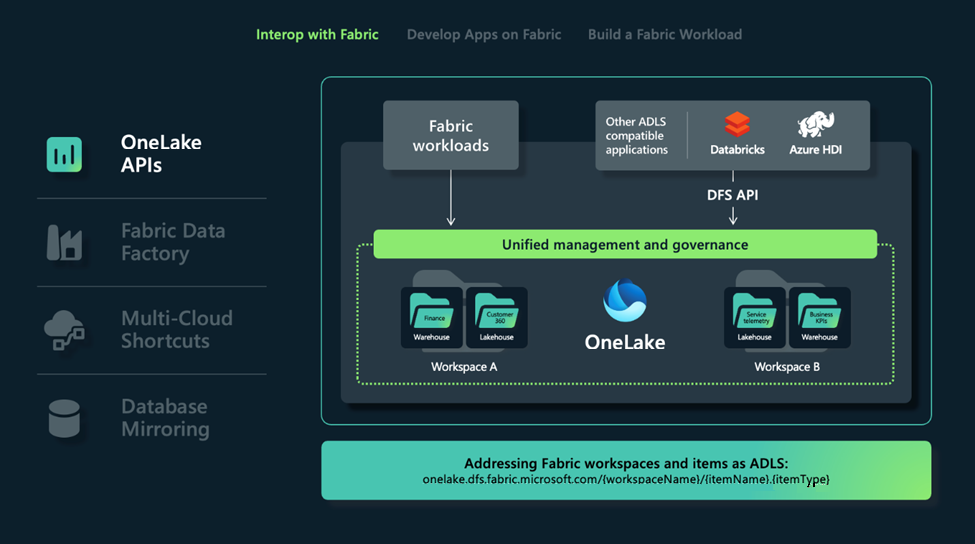 Interop with Fabric
Develop Apps on Fabric
Build a Fabric Workload
OneLake
APIs
Fabric Data
Factory
Multi-Cloud
Shortcuts
Database
Mirroring
Fabric
workloads
Other ADLS
compatible
applications
Databricks
Azure HDI
DFS API
Unified management and governance
Finance
Warehouse
Customer
360
Lakehouse
Workspace A
OneLake
Service
telemetry
Lakehouse
Business
KPIs
Warehouse
Workspace B
Addressing Fabric workspaces and items as ADLS:
onelake.dfs.fabric.microsoft.com/{workspaceName}/{itemName}.{itemType}